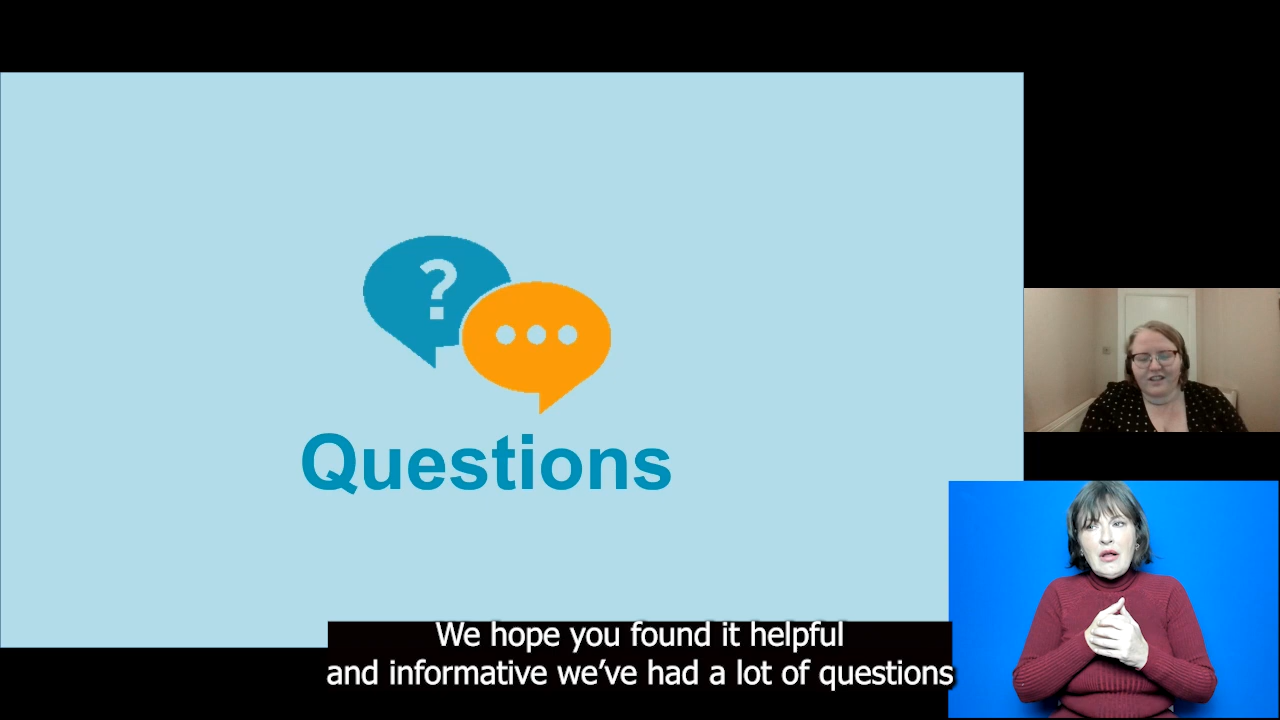 ?
Questions
We hope you found it helpful
and informative we’ve had a lot of questions